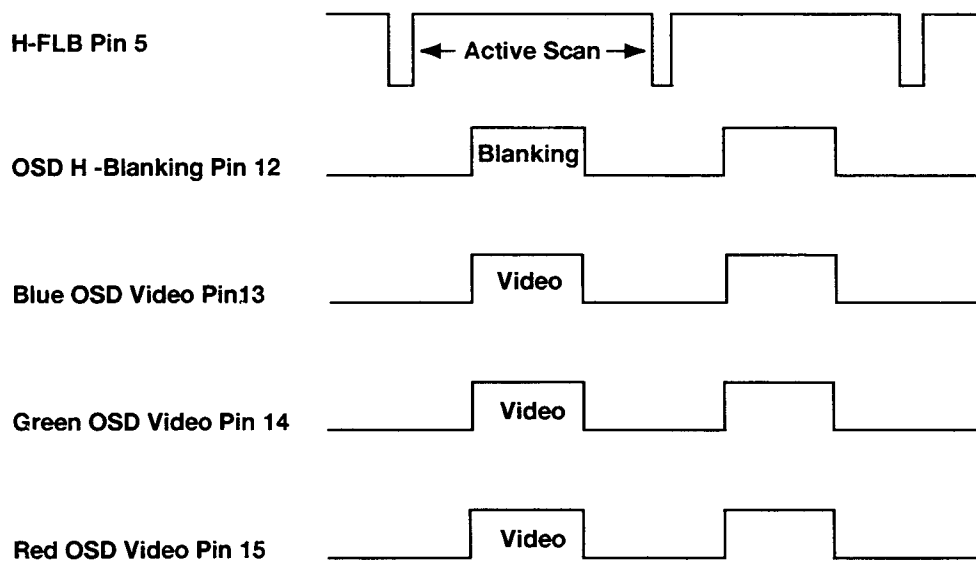 H-FLB Pin 5
Active Scan
OSD H -Blanking Pin 12
Blanking
Blue OSD Video Pin13
Video
Green OSD Video Pin 14
Video
Red OSD Video Pin 15
Video